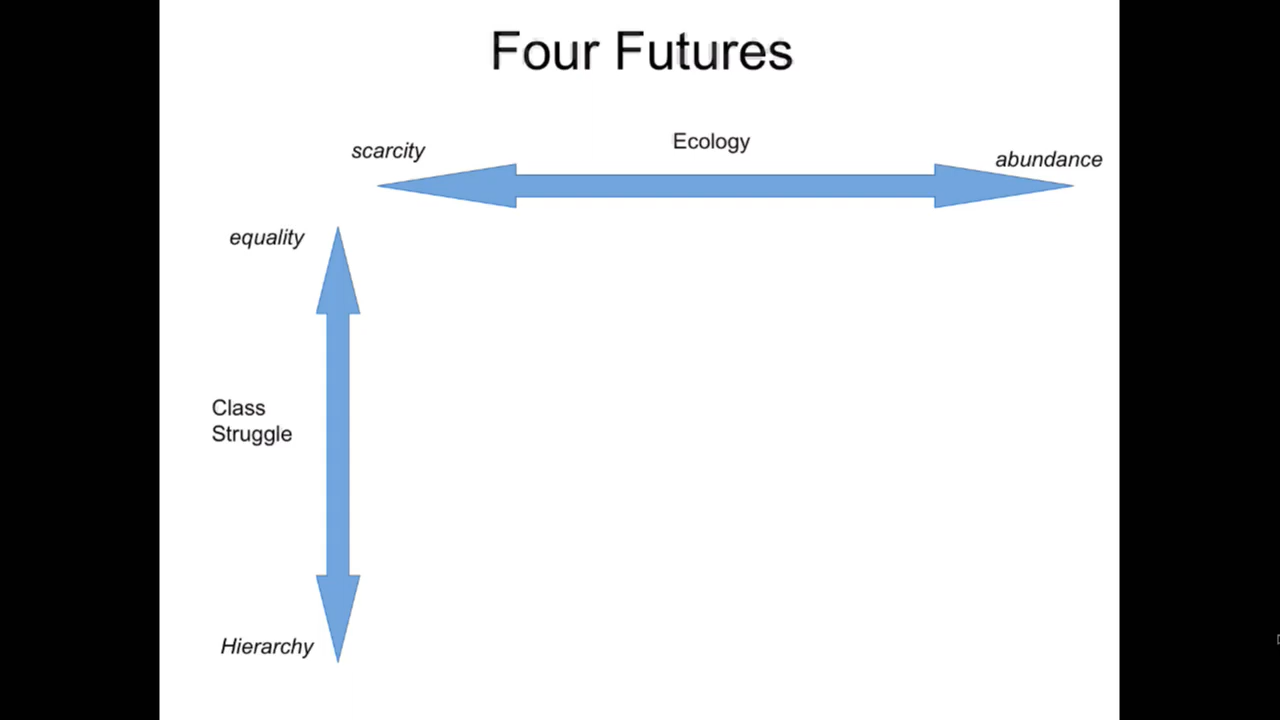 Four Futures
Ecology
scarcity
abundance
equality
Class
Struggle
Hierarchy